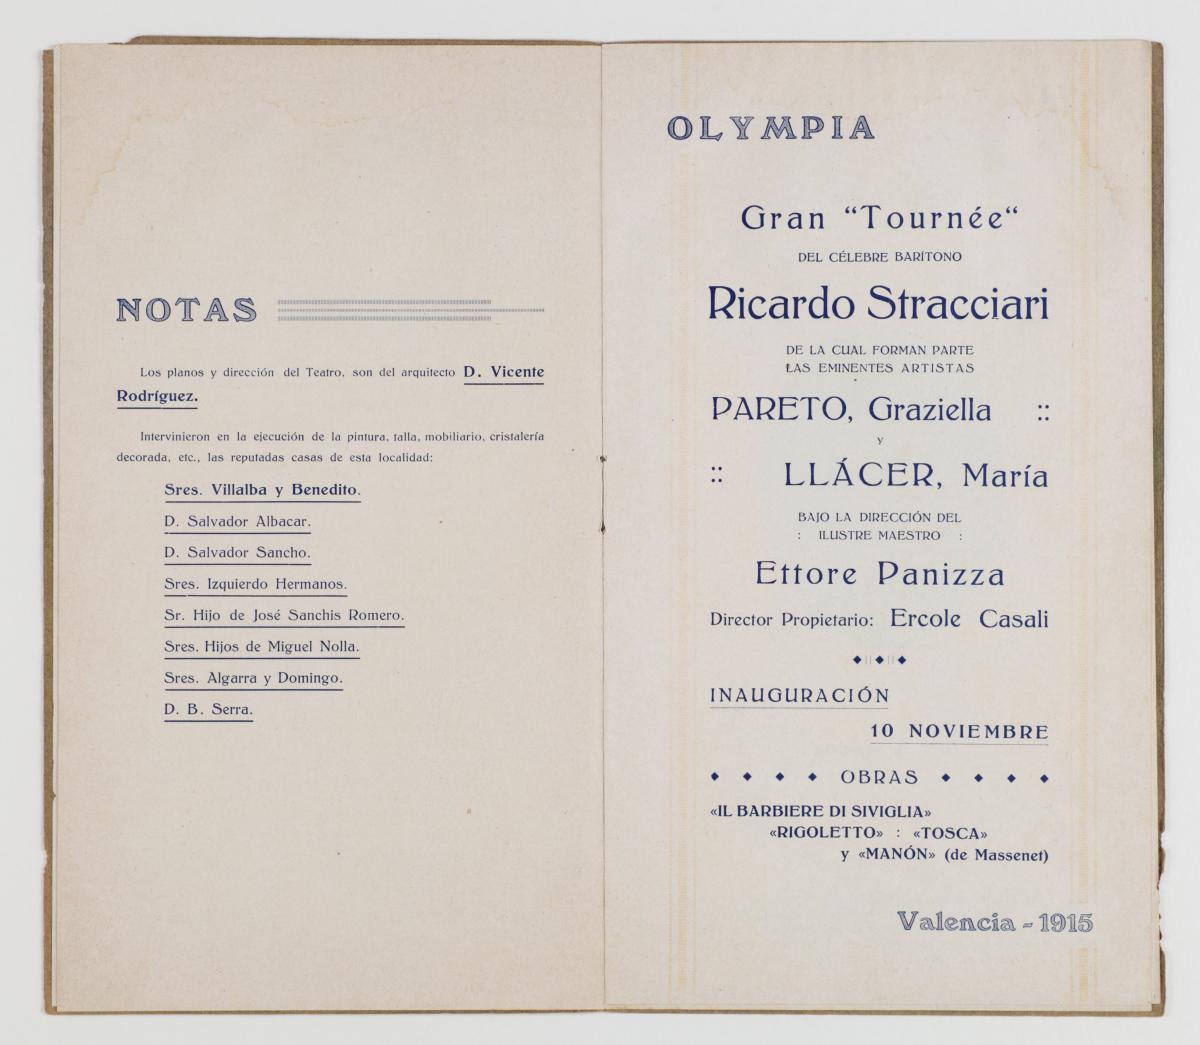 NOTAS
Los planos y dirección del Teatro, son del arquitecto D. Vicente
Rodríguez.
Intervinieron en la ejecución de la pintura, talla, mobiliario, cristalería
decorada, etc., las reputadas casas de esta localidad:
Sres. Villalba y Benedito.
D. Salvador Albacar.
D. Salvador Sancho.
Sres. Izquierdo Hermanos.
Sr. Hijo de José Sanchis Romero.
Sres. Hijos de Miguel Nolla.
Sres. Algarra y Domingo.
D. B. Serra.
OLYMPIA
Gran “Tournée“
DEL CÉLEBRE BARÍTONO
Ricardo Stracciari
DE LA CUAL FORMAN PARTE
LAS EMINENTES ARTISTAS
PARETO, Graziella ::
Y
:: LLÁCER, María
BAJO LA DIRECCIÓN DEL
: ILUSTRE MAESTRO :
Ettore Panizza
Director Propietario: Ercole Casali
INAUGURACIÓN
10 NOVIEMBRE
OBRAS
«IL BARBIERE DI SIVIGLIA»
«RIGOLETTO» : «TOSCA»
y «MANÓN» (de Massenet)
Valencia - 1915